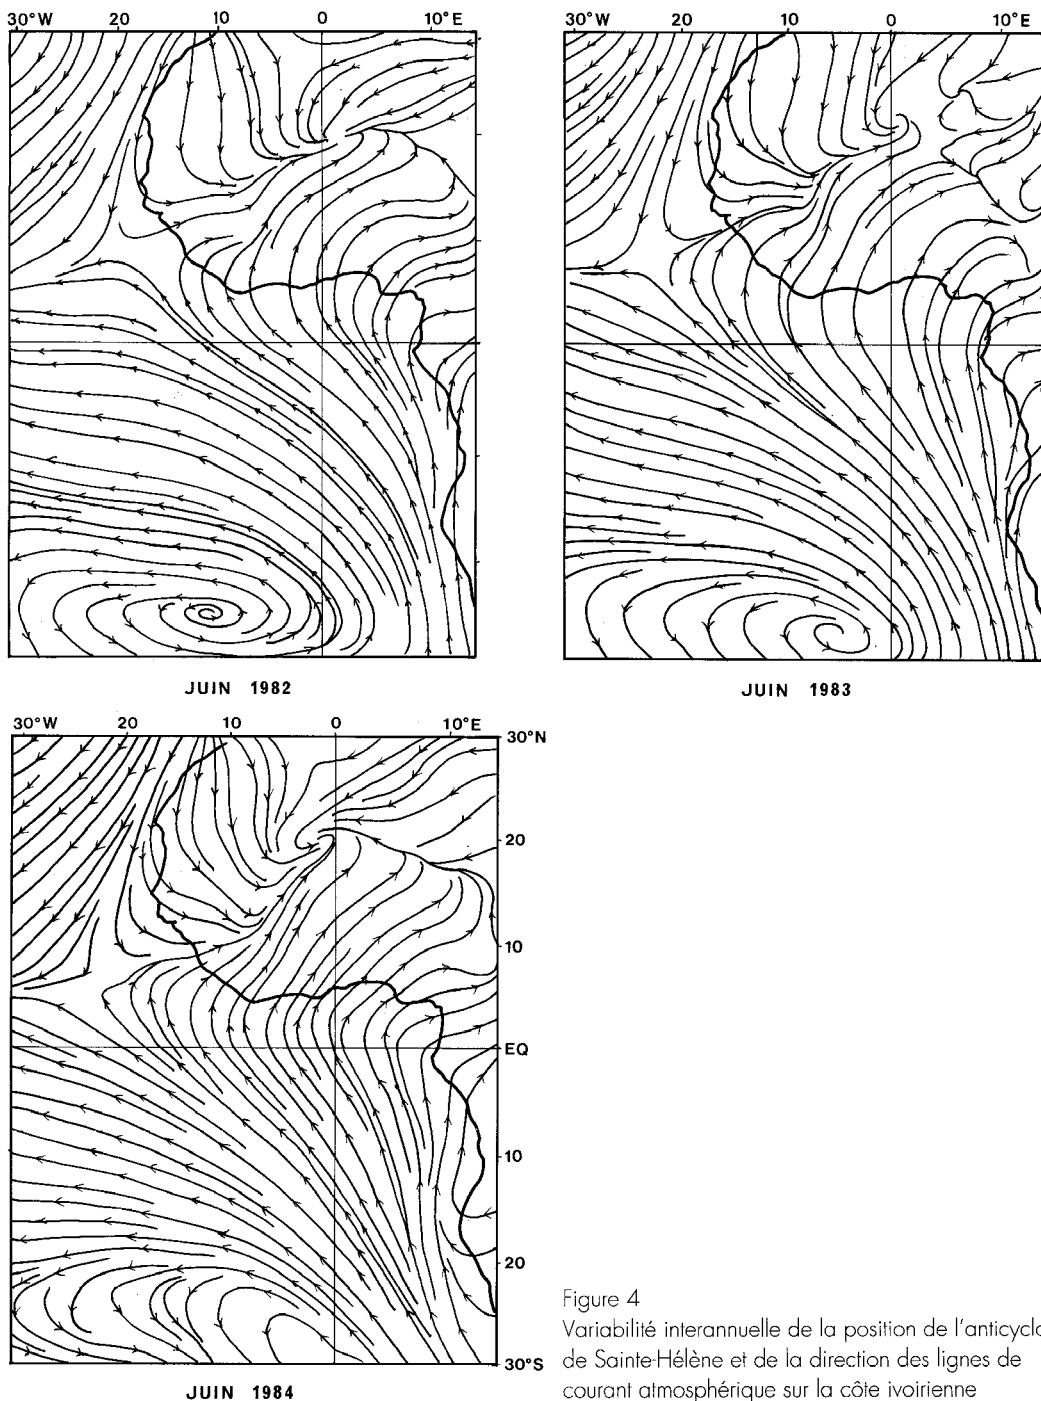 30°W 20 10 0 10°E
30°W 20 10 0 10°E
JUIN 1982
JUIN 1983
30°W 20 10 0 10°E
30°N
20
10
EQ
10
20
30°S
JUIN 1984
Figure 4
Variabilité interannuelle de la position de l'anticyclo
de Sainte-Hélène et de la direction des lignes de
courant atmosphérique sur la côte ivoirienne